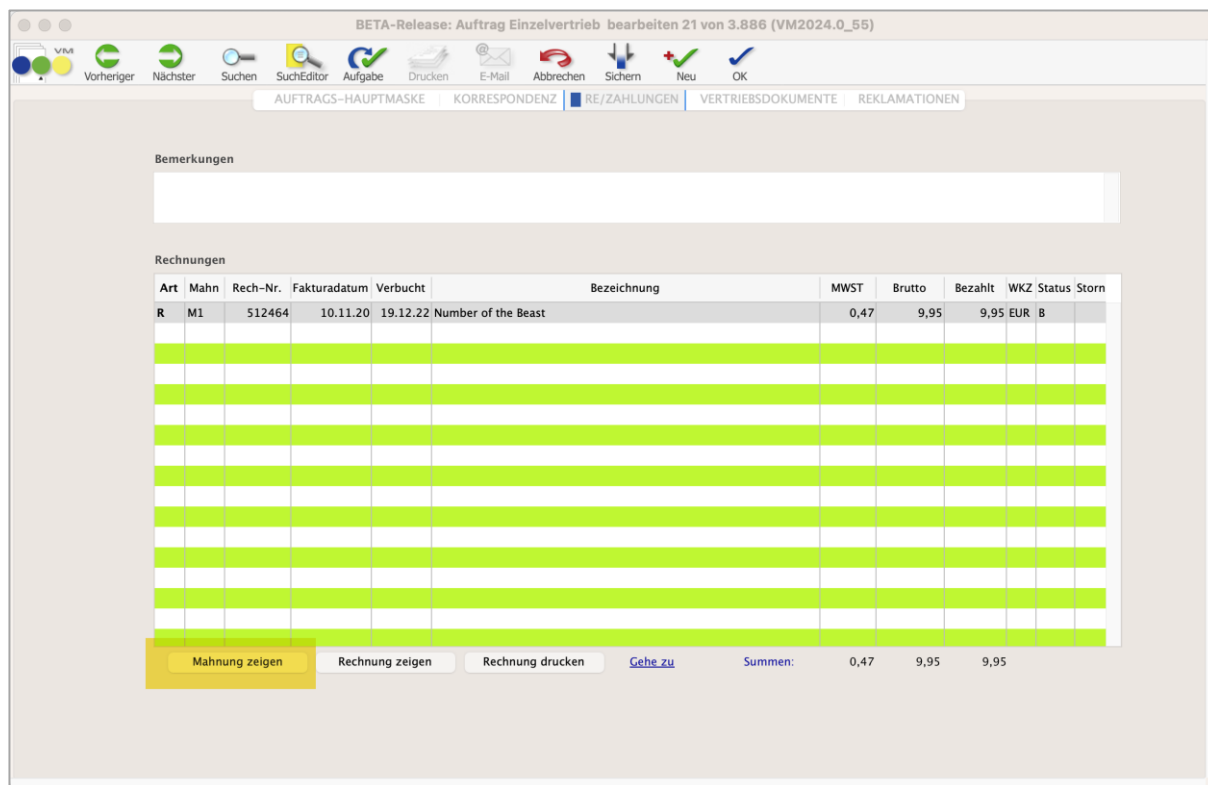 BETA-Release: Auftrag Einzelvertrieb bearbeiten 21 von 3.886 (VM2024.0_55)
VM
Vorheriger Nächster Suchen SuchEditor Aufgabe Drucken E-Mail Abbrechen Sichern Neu OK
AUFTRAGS-HAUPTMASKE KORRESPONDENZ RE/ZAHLUNGEN VERTRIEBSDOKUMENTE REKLAMATIONEN
Bemerkungen
Rechnungen
Art Mahn Rech-Nr. Fakturadatum Verbucht Bezeichnung MWST Brutto Bezahlt WKZ Status Storn
R M1 512464 10.11.20 19.12.22 Number of the Beast 0,47 9,95 9,95 EUR B
Mahnung zeigen Rechnung zeigen Rechnung drucken Gehe zu Summen: 0,47 9,95 9,95